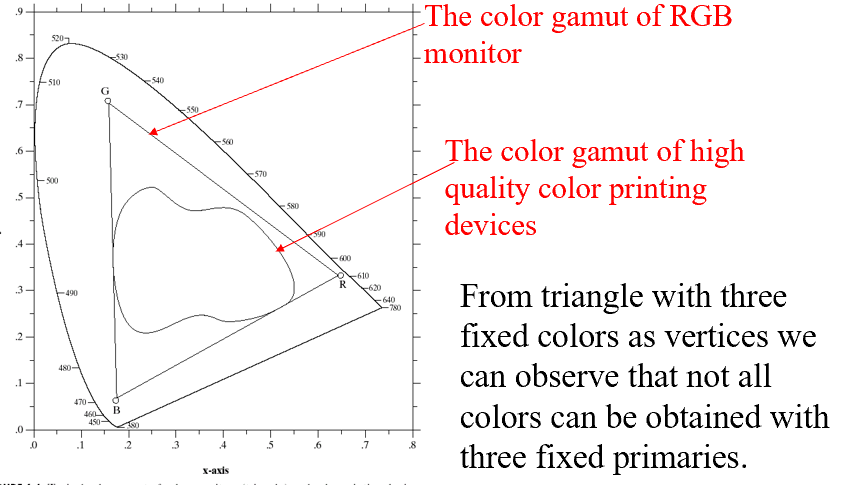 The color gamut of RGB
monitor
The color gamut of high
quality color printing
devices
From triangle with three
fixed colors as vertices we
can observe that not all
colors can be obtained with
three fixed primaries.
.9
.8
.7
.6
.5
.4
.3
.2
.1
.0
520
530
540
510
550
560
570
500
580
590
600
610
620
640
780
490
480
470
460
450
380
G
R
B
.0 .1 .2 .3 .4 .5 .6 .7 .8
x-axis